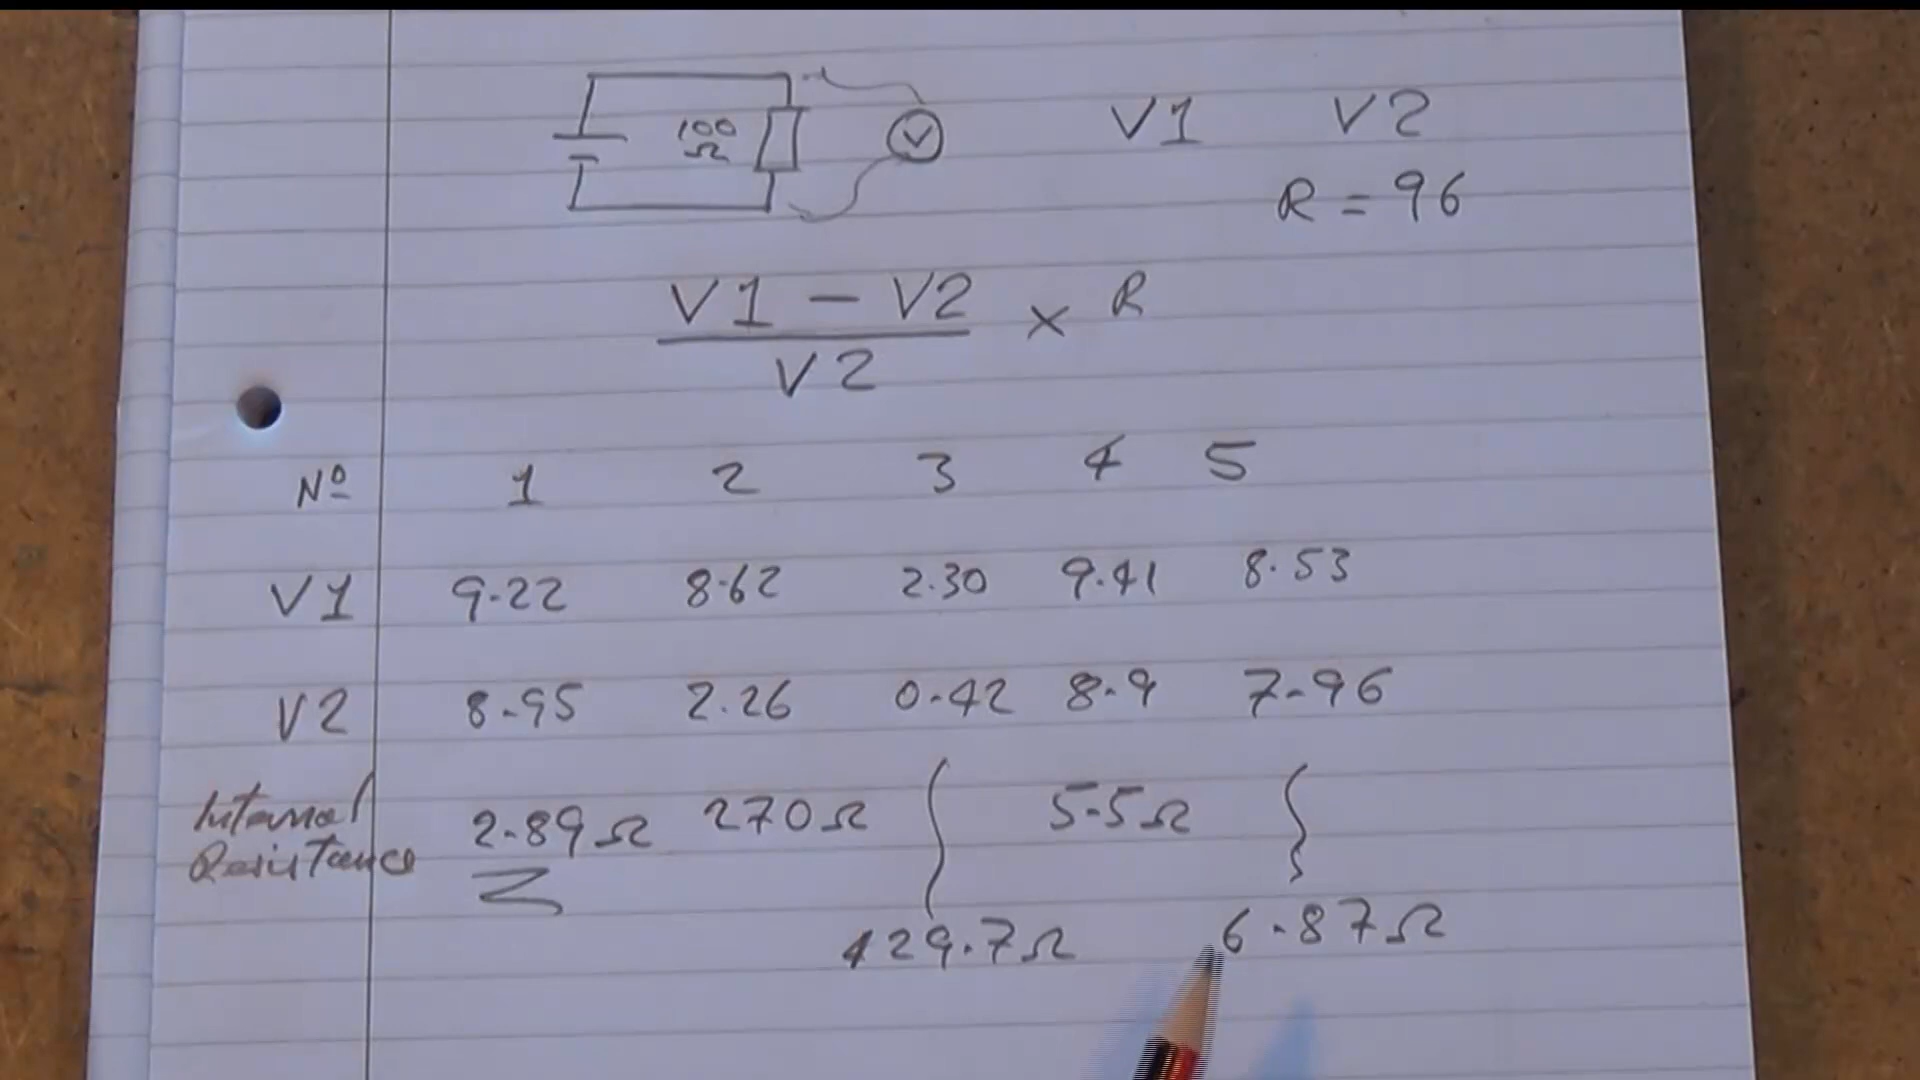 100 V V1 V2
Ω
R = 96
V1 - V2 × R
V2
Nº 1 2 3 4 5
V1 9.22 8.62 2.30 9.41 8.53
V2 8.95 2.26 0.42 8.9 7.96
Internal 2.89Ω 270Ω 5.5Ω
Resistance
429.7Ω 6.87Ω